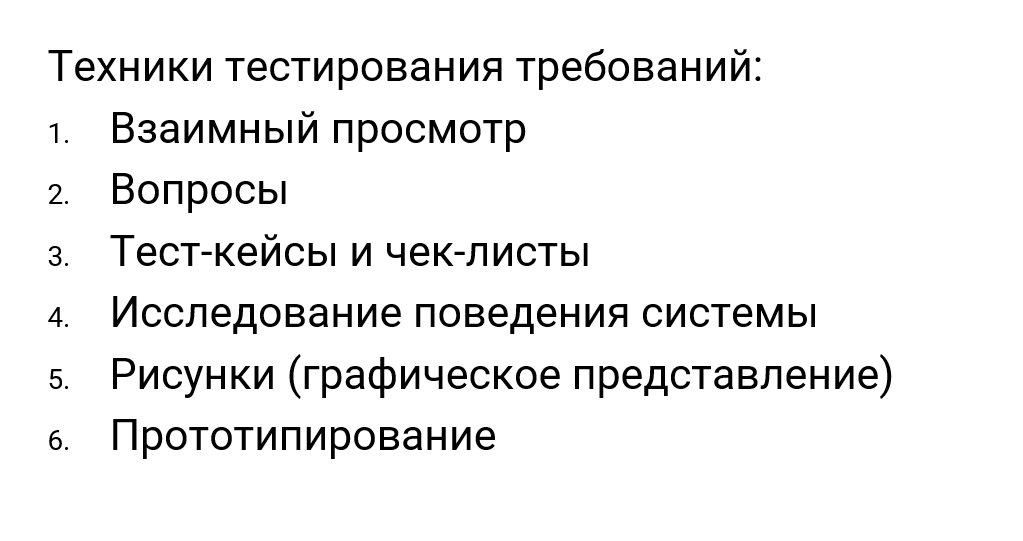 Техники тестирования требований:
1. Взаимный просмотр
2. Вопросы
3. Тест-кейсы и чек-листы
4. Исследование поведения системы
5. Рисунки (графическое представление)
6. Прототипирование